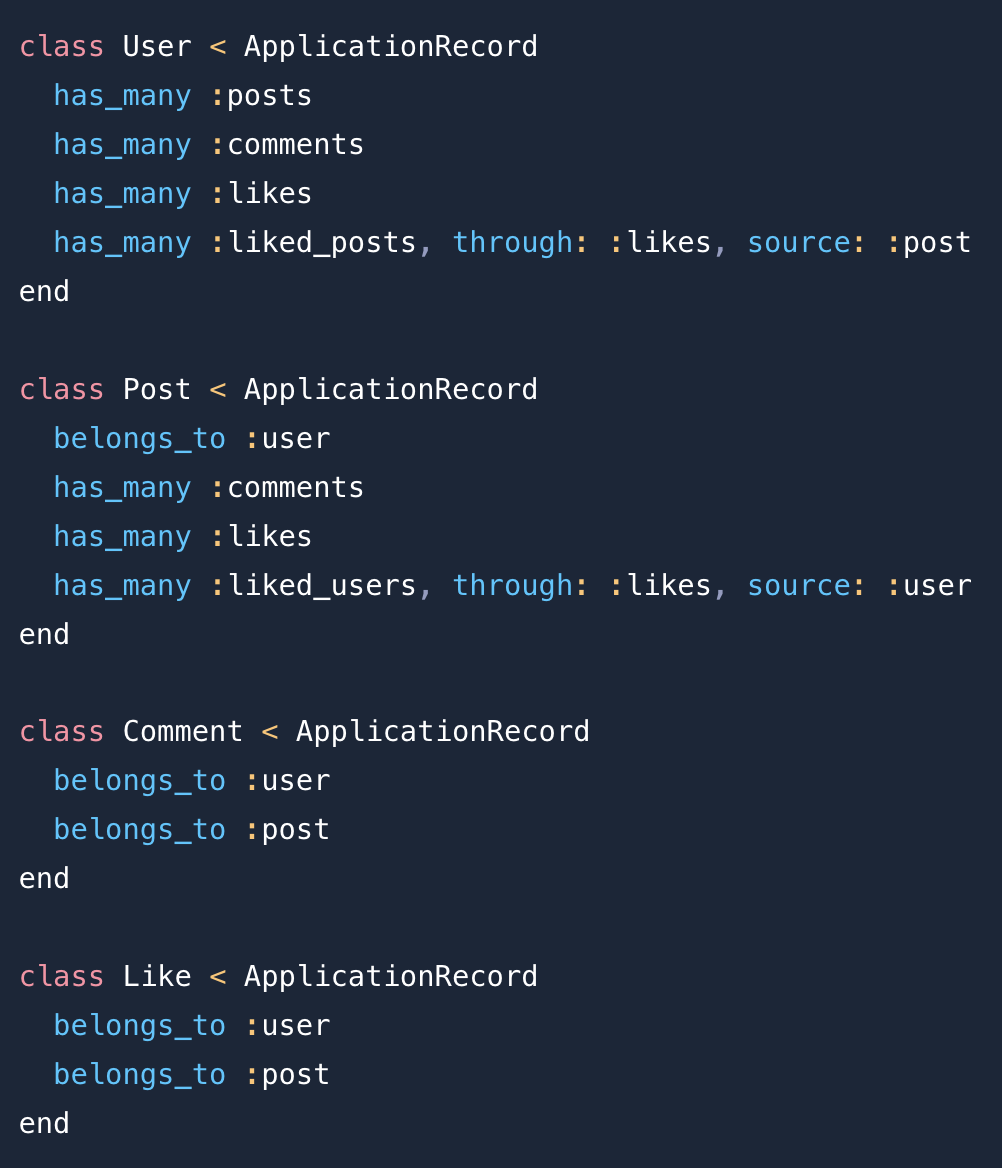 class User < ApplicationRecord
  has_many :posts
  has_many :comments
  has_many :likes
  has_many :liked_posts, through: :likes, source: :post
end

class Post < ApplicationRecord
  belongs_to :user
  has_many :comments
  has_many :likes
  has_many :liked_users, through: :likes, source: :user
end

class Comment < ApplicationRecord
  belongs_to :user
  belongs_to :post
end

class Like < ApplicationRecord
  belongs_to :user
  belongs_to :post
end